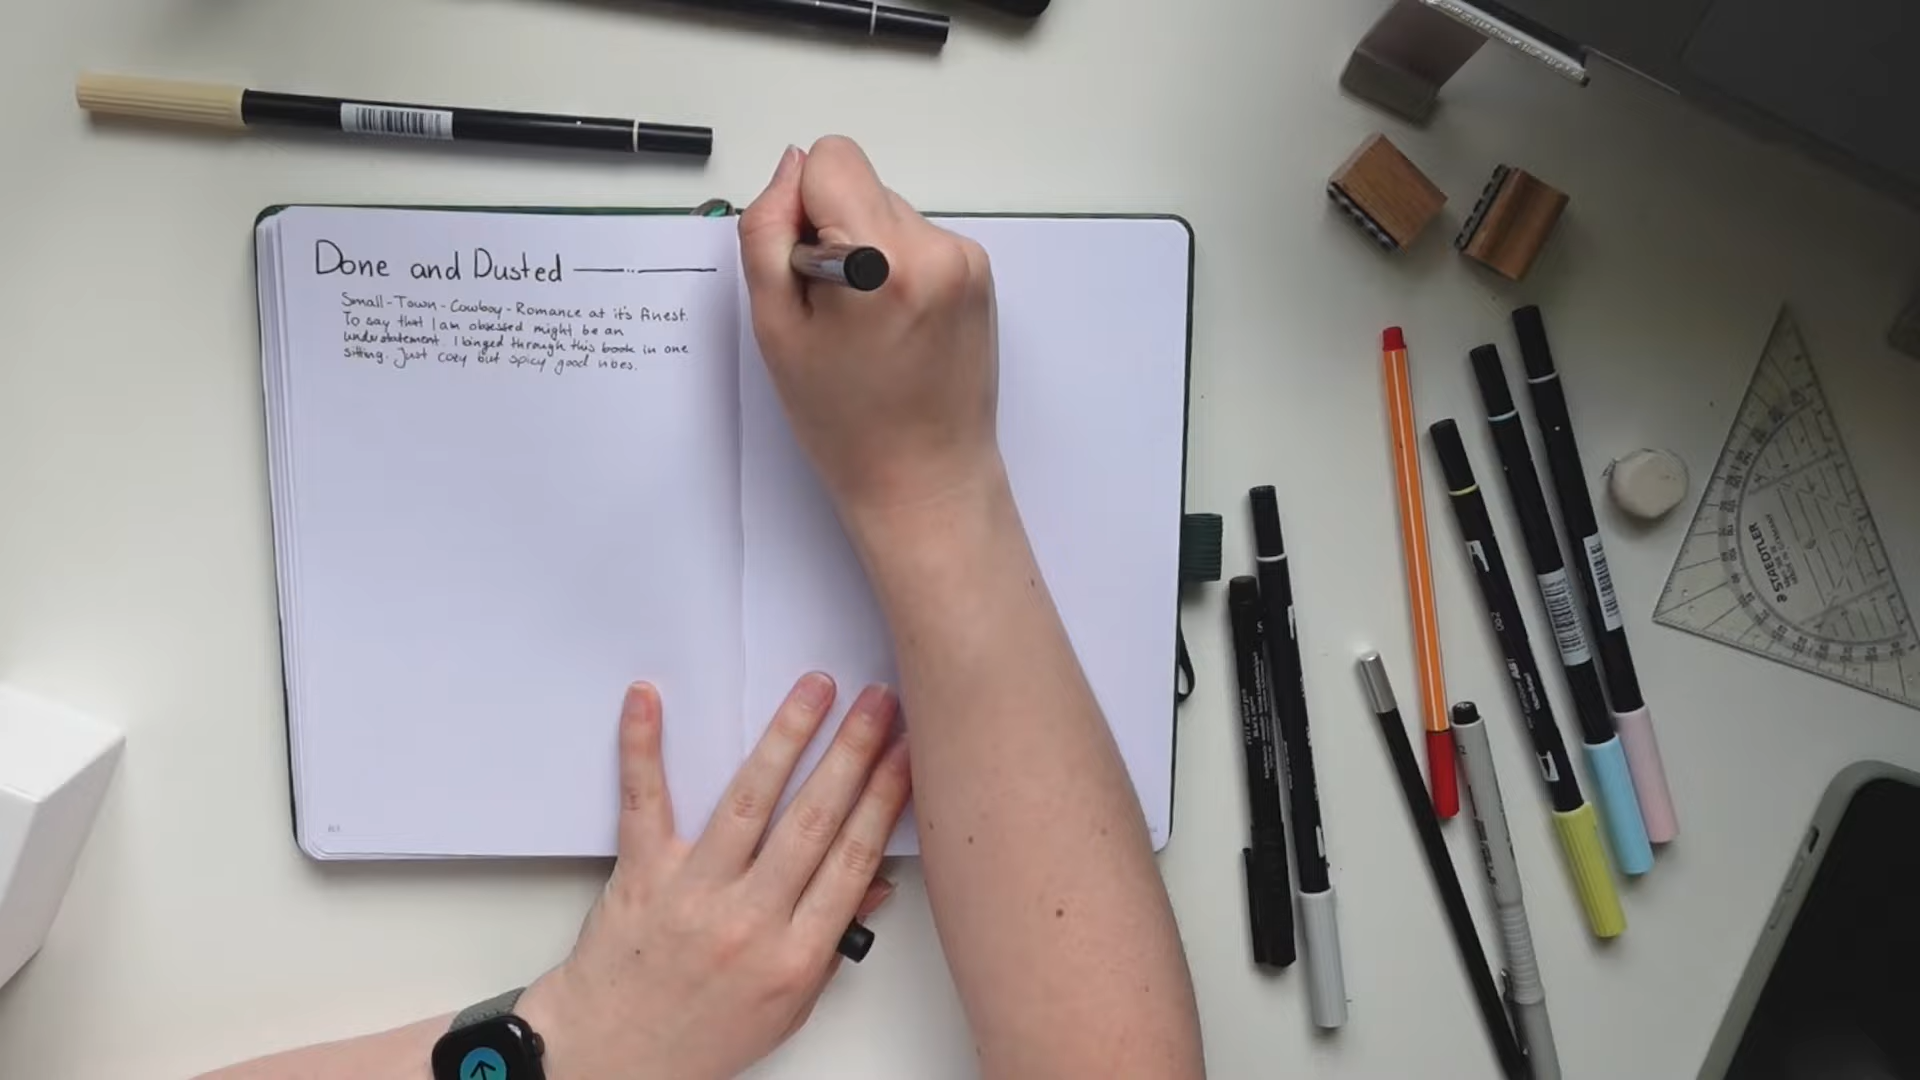 Done and Dusted
Small-Town-Cowboy-Romance at it's finest.
To say that I am obsessed might be an
understatement. I binged through this book in one
sitting. Just cozy but spicy good vibes.
STAEDTLER